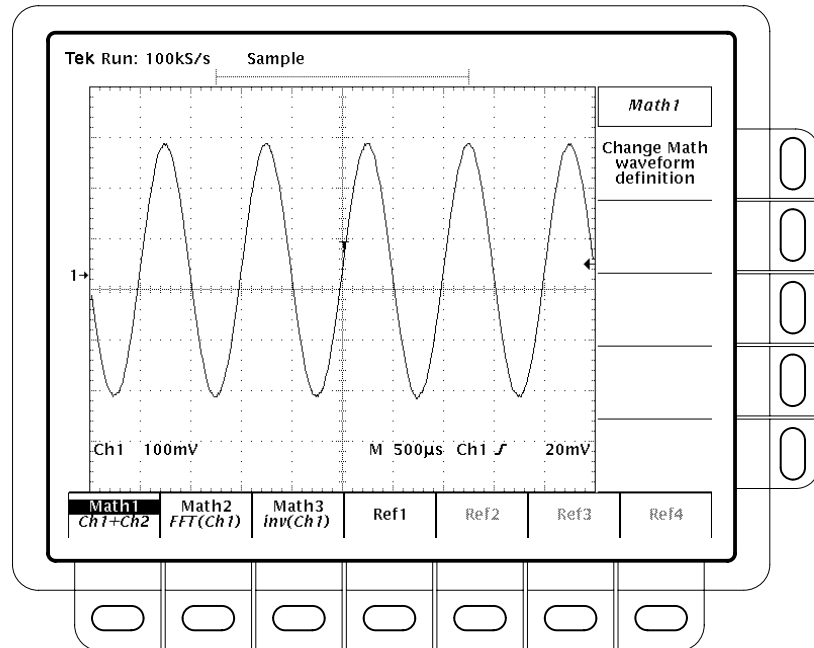 Tek Run: 100kS/s Sample
Math1
Change Math
waveform
definition
T
1→
Ch1 100mV M 500µs Ch1 20mV
Math1
Ch1+Ch2
Math2
FFT(Ch1)
Math3
inv(Ch1)
Ref1
Ref2
Ref3
Ref4